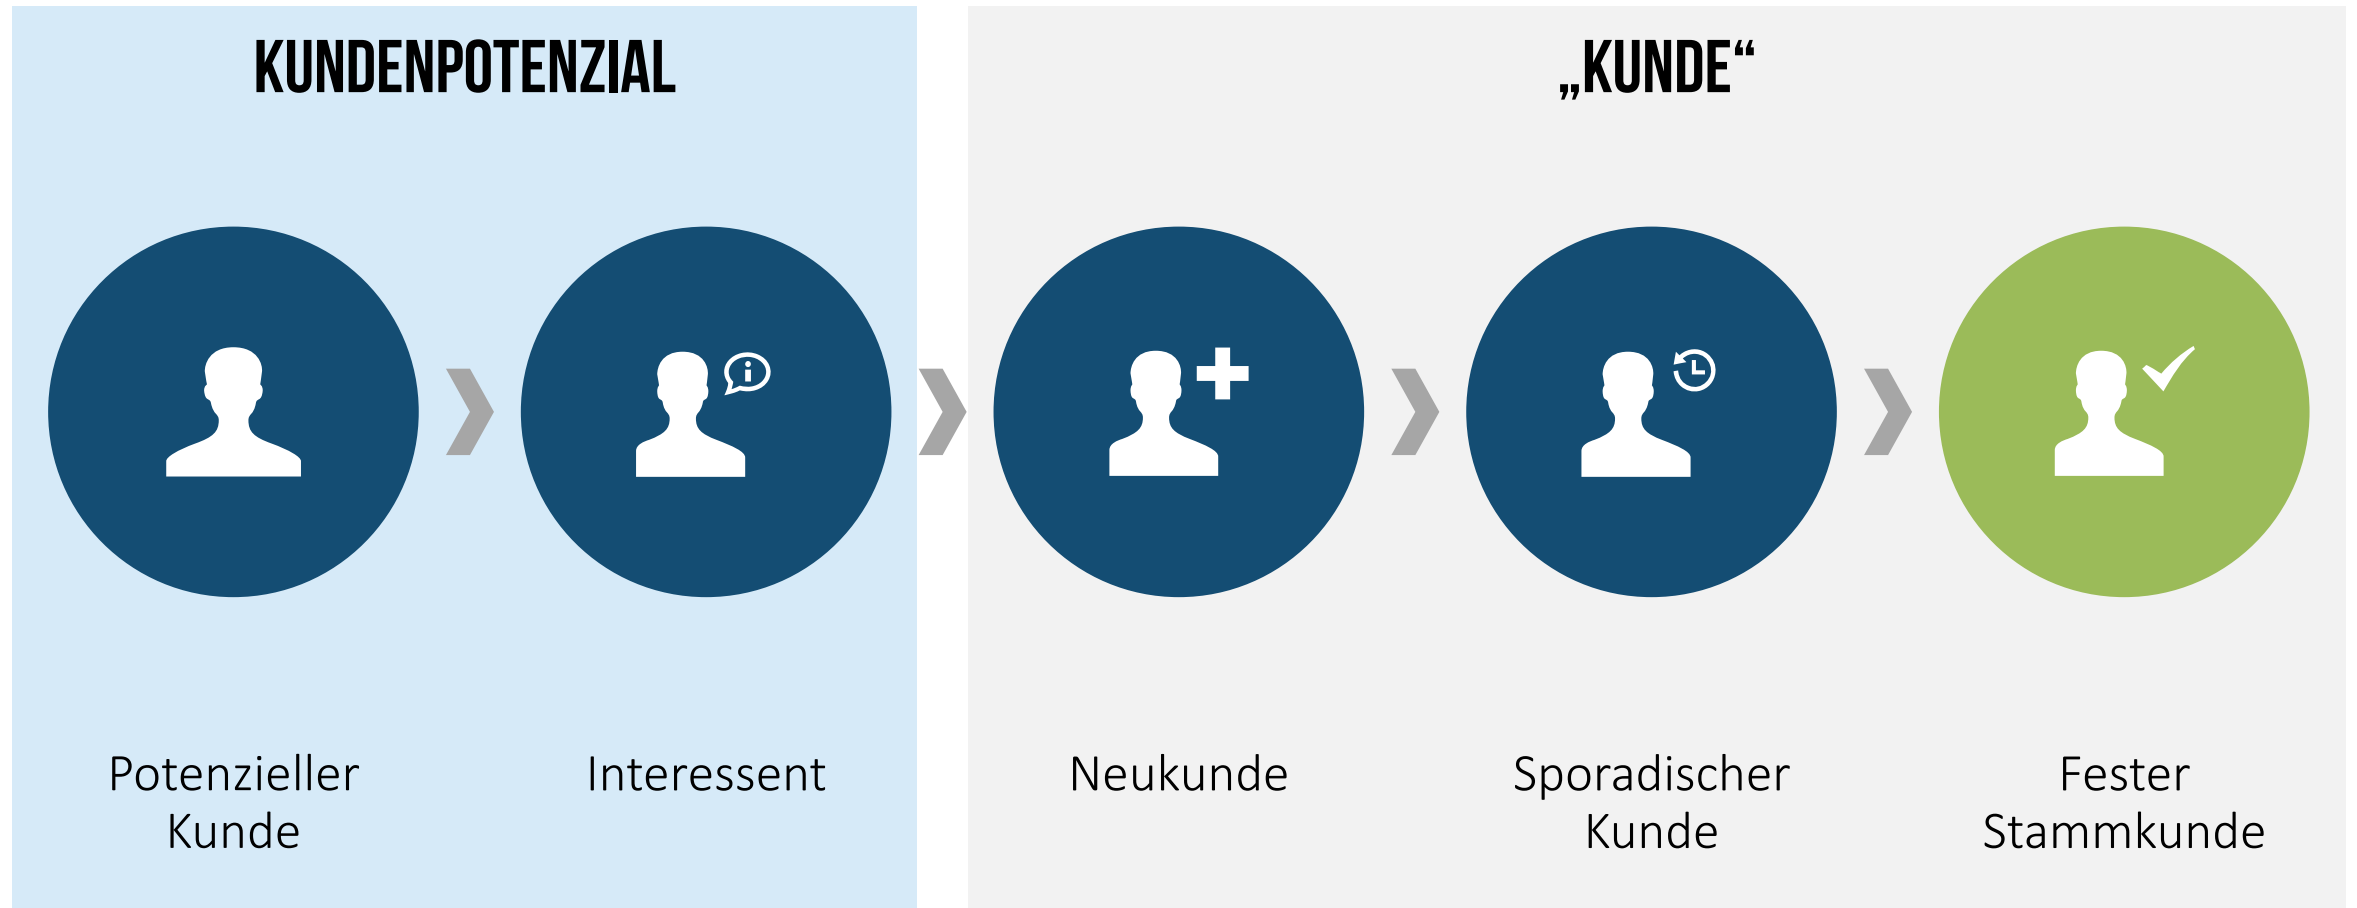 KUNDENPOTENZIAL
„KUNDE“
Potenzieller
Kunde
Interessent
Neukunde
Sporadischer
Kunde
Fester
Stammkunde